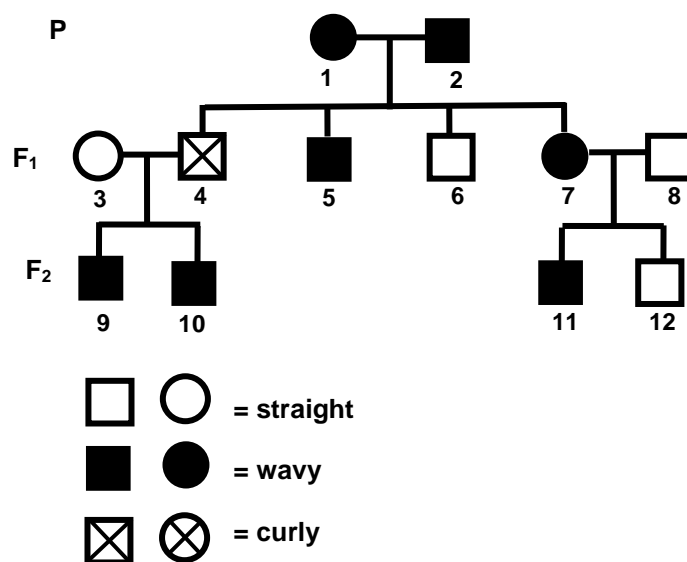 P
1 2
F₁
3 4 5 6 7 8
F₂
9 10 11 12
= straight
= wavy
= curly